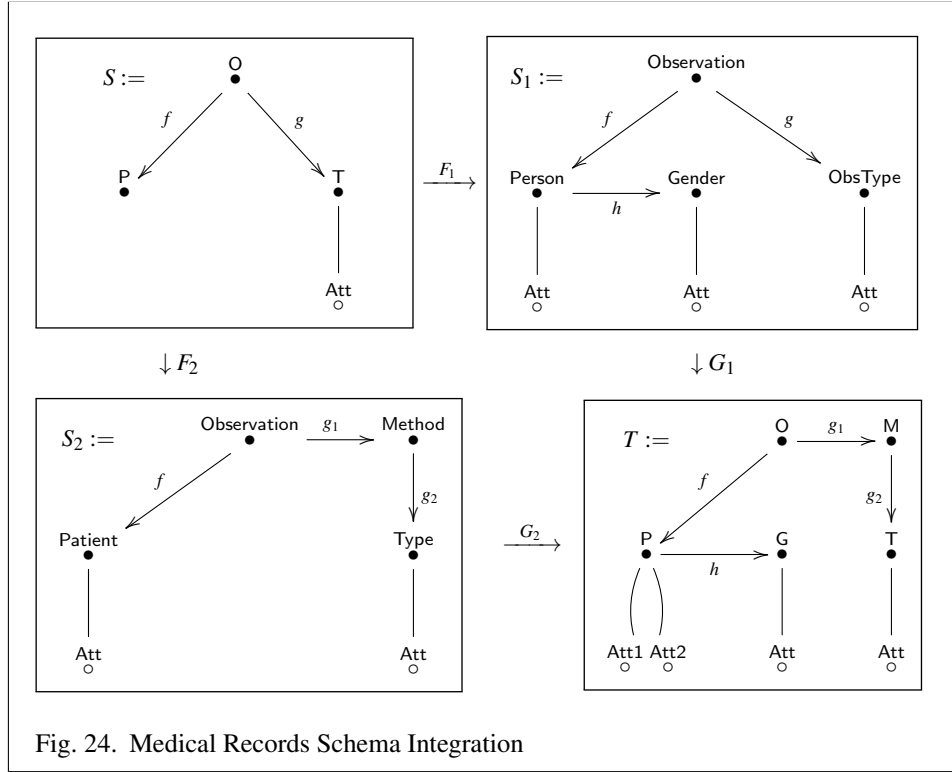 S :=
O
f
g
P
T
Att
F₁
S₁ :=
Observation
f
g
Person
Gender
ObsType
h
Att
Att
Att
↓ F₂
↓ G₁
S₂ :=
Observation
g₁
Method
f
g₂
Patient
Type
Att
Att
G₂
T :=
O
g₁
M
f
g₂
P
G
T
h
Att1
Att2
Att
Att
Fig. 24. Medical Records Schema Integration